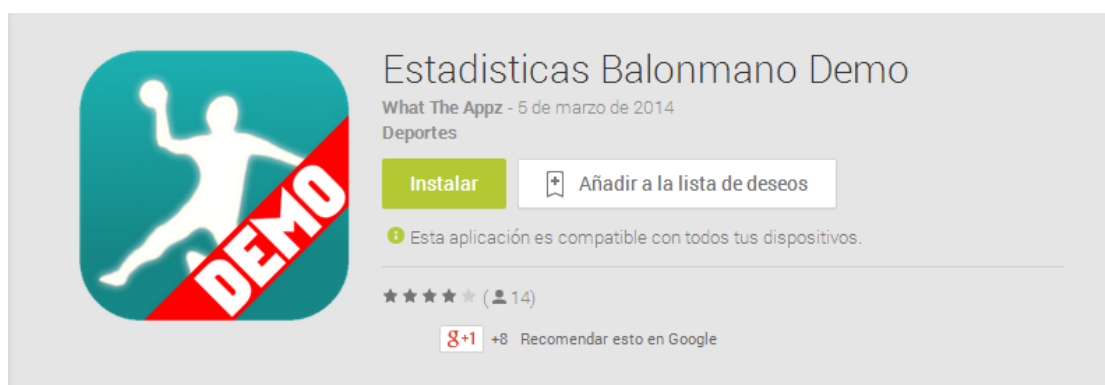 Estadisticas Balonmano Demo
What The Appz - 5 de marzo de 2014
Deportes
Instalar
Añadir a la lista de deseos
Esta aplicación es compatible con todos tus dispositivos.
DEMO
(14)
g+1 +8 Recomendar esto en Google